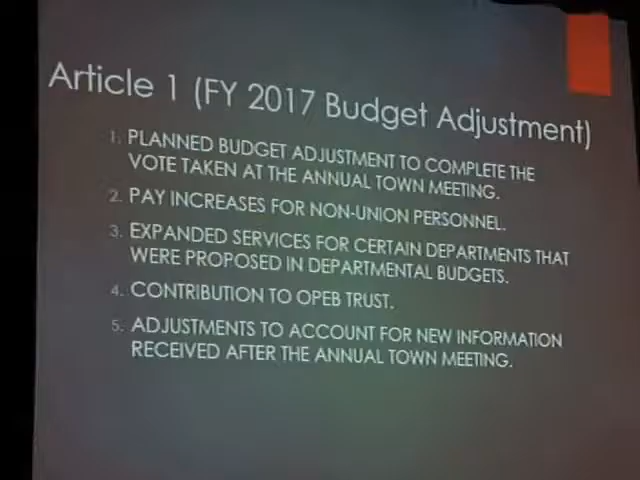 Article 1 (FY 2017 Budget Adjustment)
1. PLANNED BUDGET ADJUSTMENT TO COMPLETE THE
VOTE TAKEN AT THE ANNUAL TOWN MEETING.
2. PAY INCREASES FOR NON-UNION PERSONNEL.
3. EXPANDED SERVICES FOR CERTAIN DEPARTMENTS THAT
WERE PROPOSED IN DEPARTMENTAL BUDGETS.
4. CONTRIBUTION TO OPEB TRUST.
5. ADJUSTMENTS TO ACCOUNT FOR NEW INFORMATION
RECEIVED AFTER THE ANNUAL TOWN MEETING.